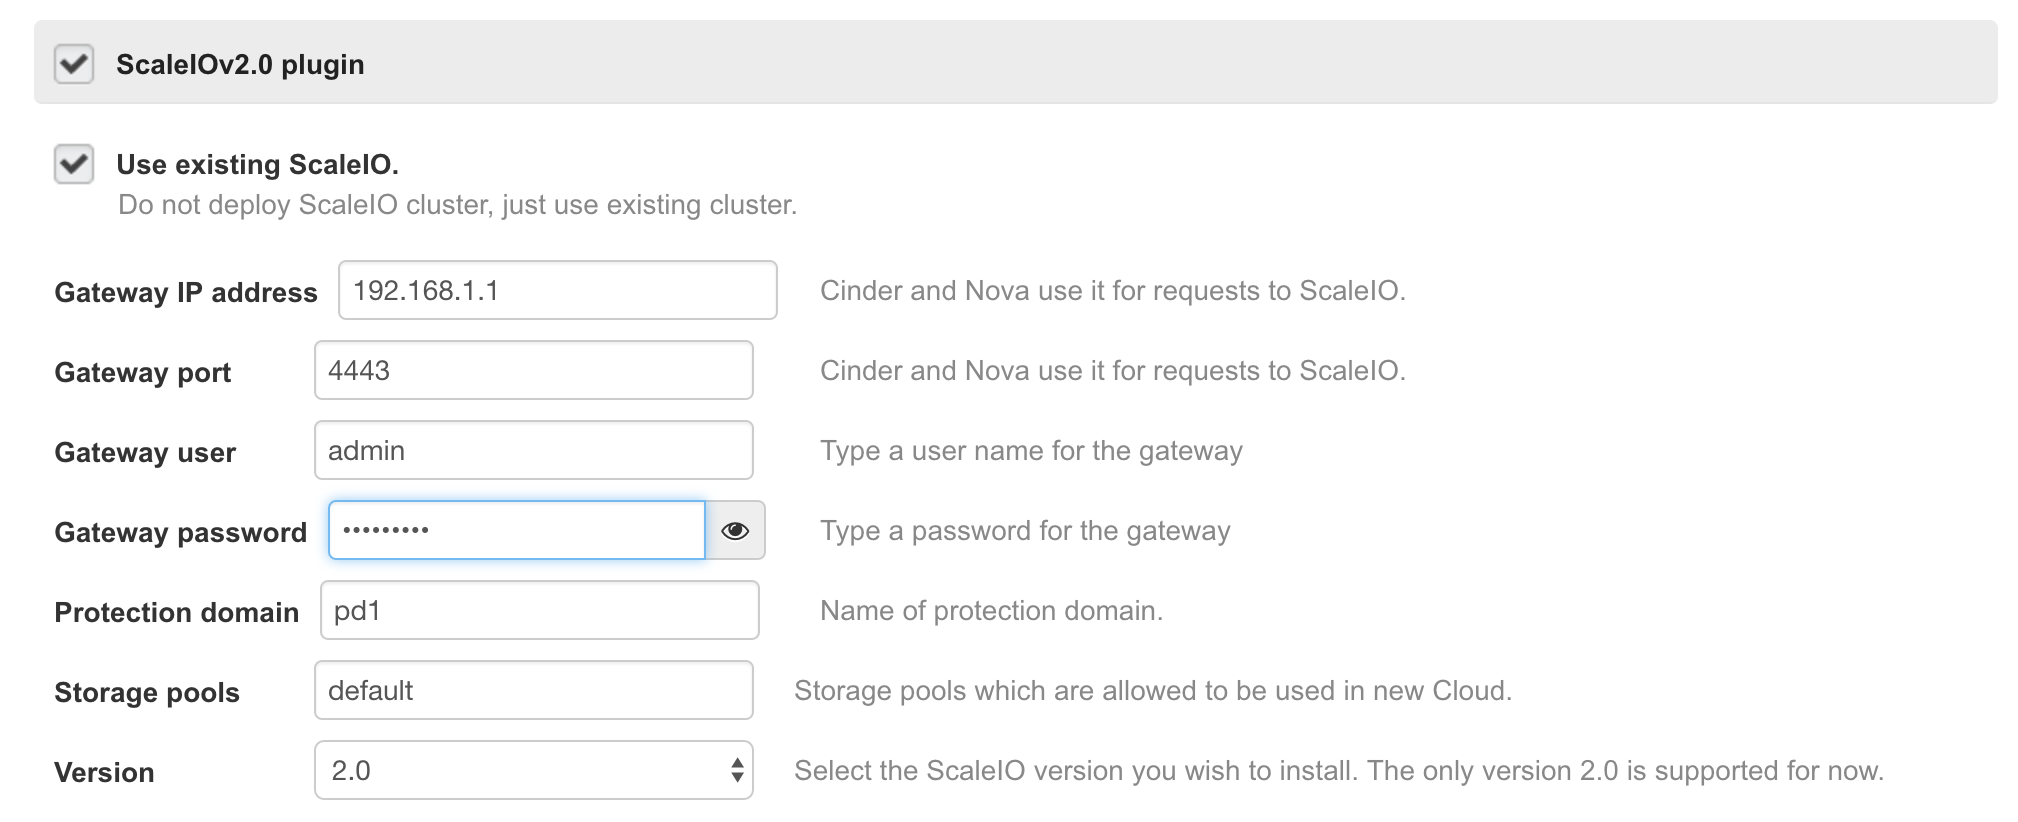 ScaleIOv2.0 plugin
Use existing ScaleIO.
Do not deploy ScaleIO cluster, just use existing cluster.
Gateway IP address 192.168.1.1 Cinder and Nova use it for requests to ScaleIO.
Gateway port 4443 Cinder and Nova use it for requests to ScaleIO.
Gateway user admin Type a user name for the gateway
Gateway password ••••••••• Type a password for the gateway
Protection domain pd1 Name of protection domain.
Storage pools default Storage pools which are allowed to be used in new Cloud.
Version 2.0 Select the ScaleIO version you wish to install. The only version 2.0 is supported for now.